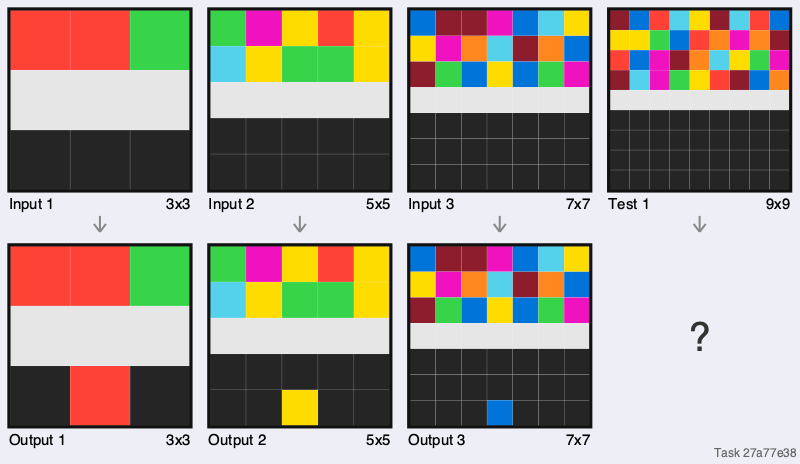 Input 1 3x3
Input 2 5x5
Input 3 7x7
Test 1 9x9
?
Output 1 3x3
Output 2 5x5
Output 3 7x7
Task 27a77e38